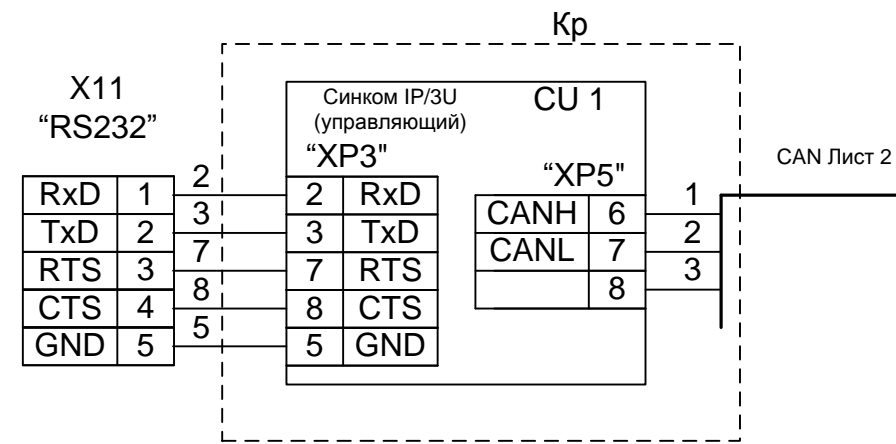 Кр
X11
“RS232”
Синком IP/3U
(управляющий)
CU 1
“XP3"
“XP5"
CAN Лист 2
RxD 1 2 2 RxD
TxD 2 3 3 TxD
RTS 3 7 7 RTS
CTS 4 8 8 CTS
GND 5 5 5 GND
CANH 6 1
CANL 7 2
8 3